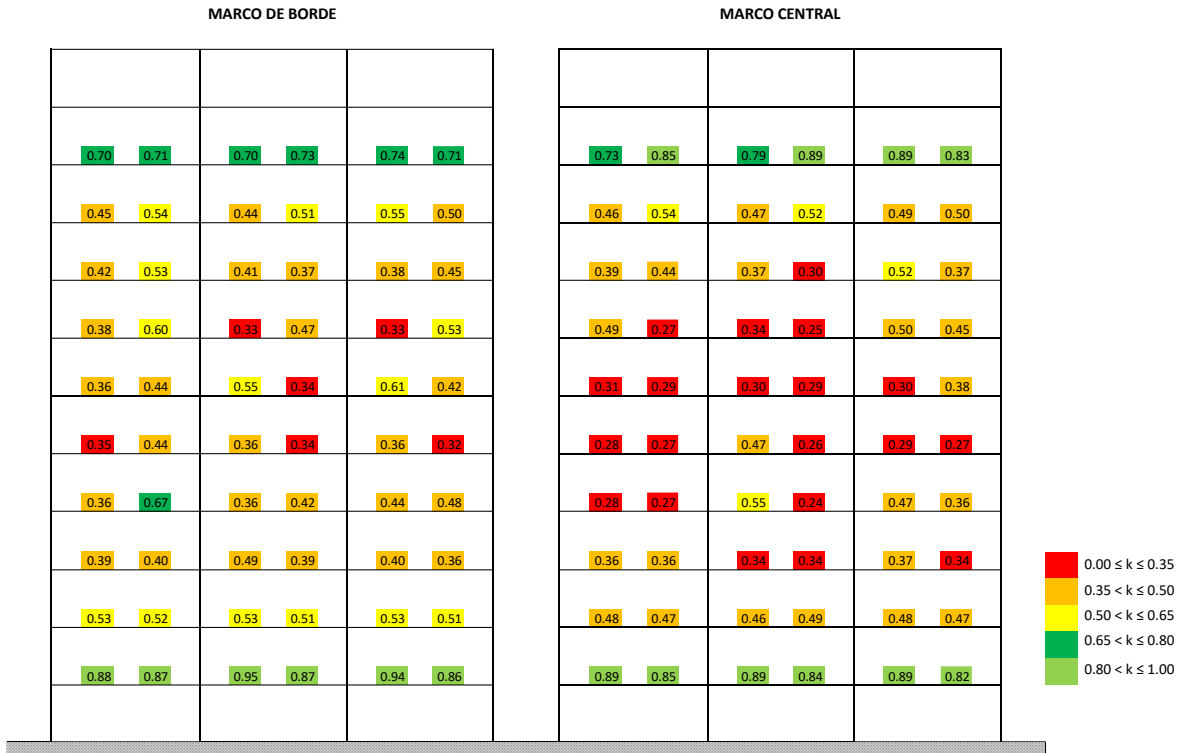 MARCO DE BORDE MARCO CENTRAL
0.70 0.71 0.70 0.73 0.74 0.71 0.73 0.85 0.79 0.89 0.89 0.83
0.45 0.54 0.44 0.51 0.55 0.50 0.46 0.54 0.47 0.52 0.49 0.50
0.42 0.53 0.41 0.37 0.38 0.45 0.39 0.44 0.37 0.30 0.52 0.37
0.38 0.60 0.33 0.47 0.33 0.53 0.49 0.27 0.34 0.25 0.50 0.45
0.36 0.44 0.55 0.34 0.61 0.42 0.31 0.29 0.30 0.29 0.30 0.38
0.35 0.44 0.36 0.34 0.36 0.32 0.28 0.27 0.47 0.26 0.29 0.27
0.36 0.67 0.36 0.42 0.44 0.48 0.28 0.27 0.55 0.24 0.47 0.36
0.39 0.40 0.49 0.39 0.40 0.36 0.36 0.36 0.34 0.34 0.37 0.34
0.53 0.52 0.53 0.51 0.53 0.51 0.48 0.47 0.46 0.49 0.48 0.47
0.88 0.87 0.95 0.87 0.94 0.86 0.89 0.85 0.89 0.84 0.89 0.82
0.00 ≤ k ≤ 0.35
0.35 < k ≤ 0.50
0.50 < k ≤ 0.65
0.65 < k ≤ 0.80
0.80 < k ≤ 1.00